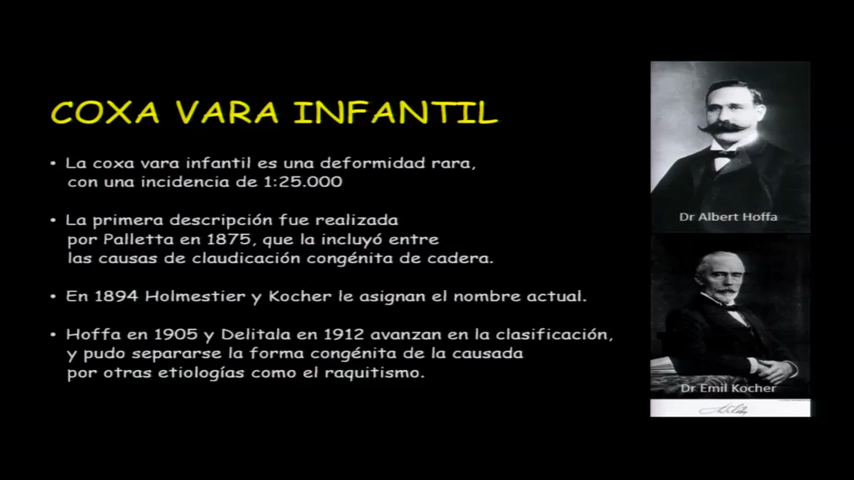 COXA VARA INFANTIL
• La coxa vara infantil es una deformidad rara,
con una incidencia de 1:25.000
• La primera descripción fue realizada
por Palletta en 1875, que la incluyó entre
las causas de claudicación congénita de cadera.
• En 1894 Holmestier y Kocher le asignan el nombre actual.
• Hoffa en 1905 y Delitala en 1912 avanzan en la clasificación,
y pudo separarse la forma congénita de la causada
por otras etiologías como el raquitismo.
Dr Albert Hoffa
Dr Emil Kocher